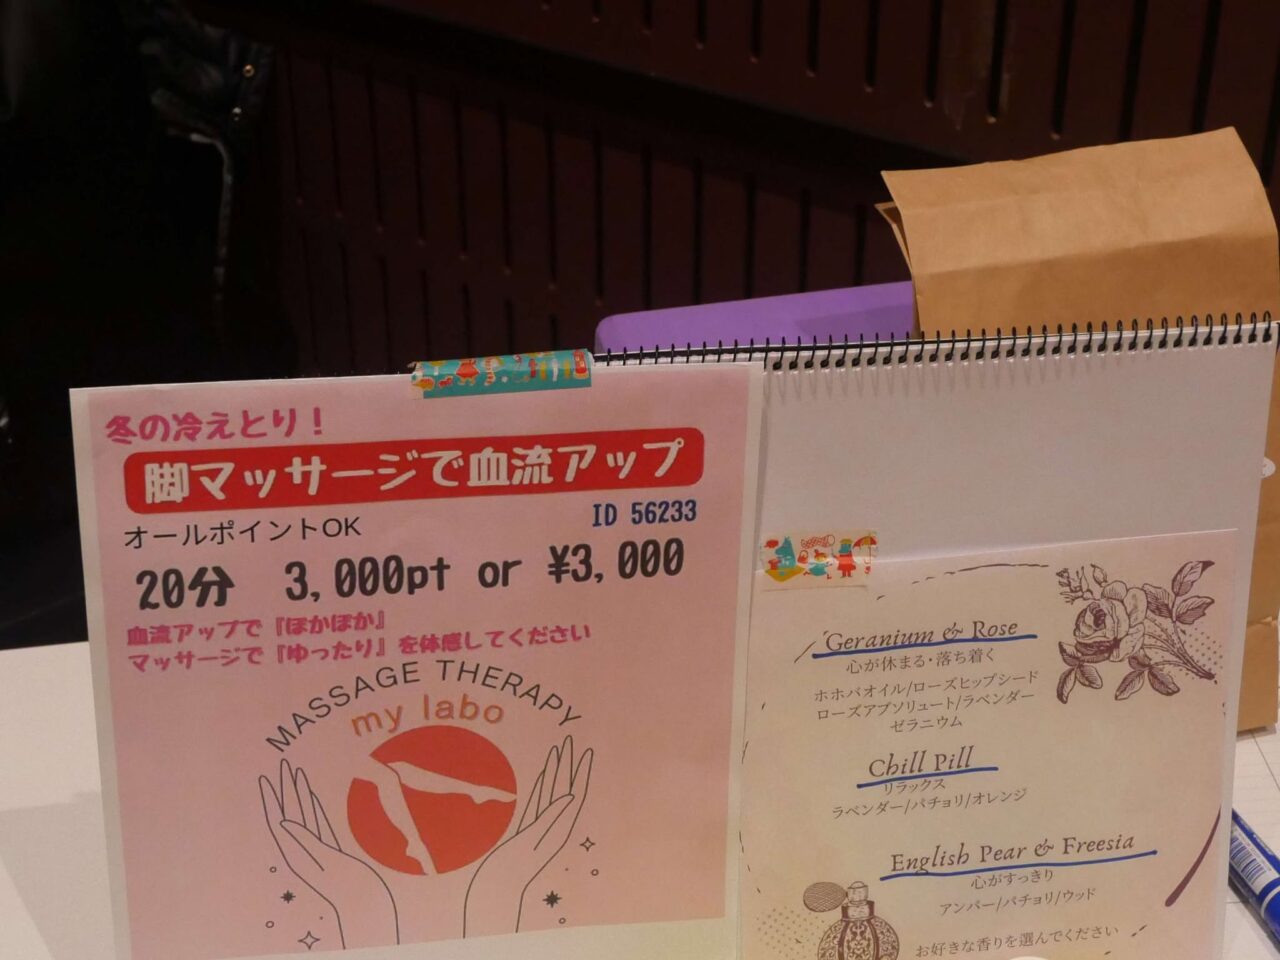 冬の冷えとり！
脚マッサージで血流アップ
オールポイントOK
ID 56233
20分 3,000pt or ¥3,000
血流アップで『ぽかぽか』
マッサージで『ゆったり』を体感してください
MASSAGE THERAPY
my labo
Geranium & Rose
心が休まる・落ち着く
ホホバオイル/ローズヒップシード
ローズアブソリュート/ラベンダー
ゼラニウム
Chill Pill
リラックス
ラベンダー/パチョリ/オレンジ
English Pear & Freesia
心がすっきり
アンバー/パチョリ/ウッド
お好きな香りを選んでください